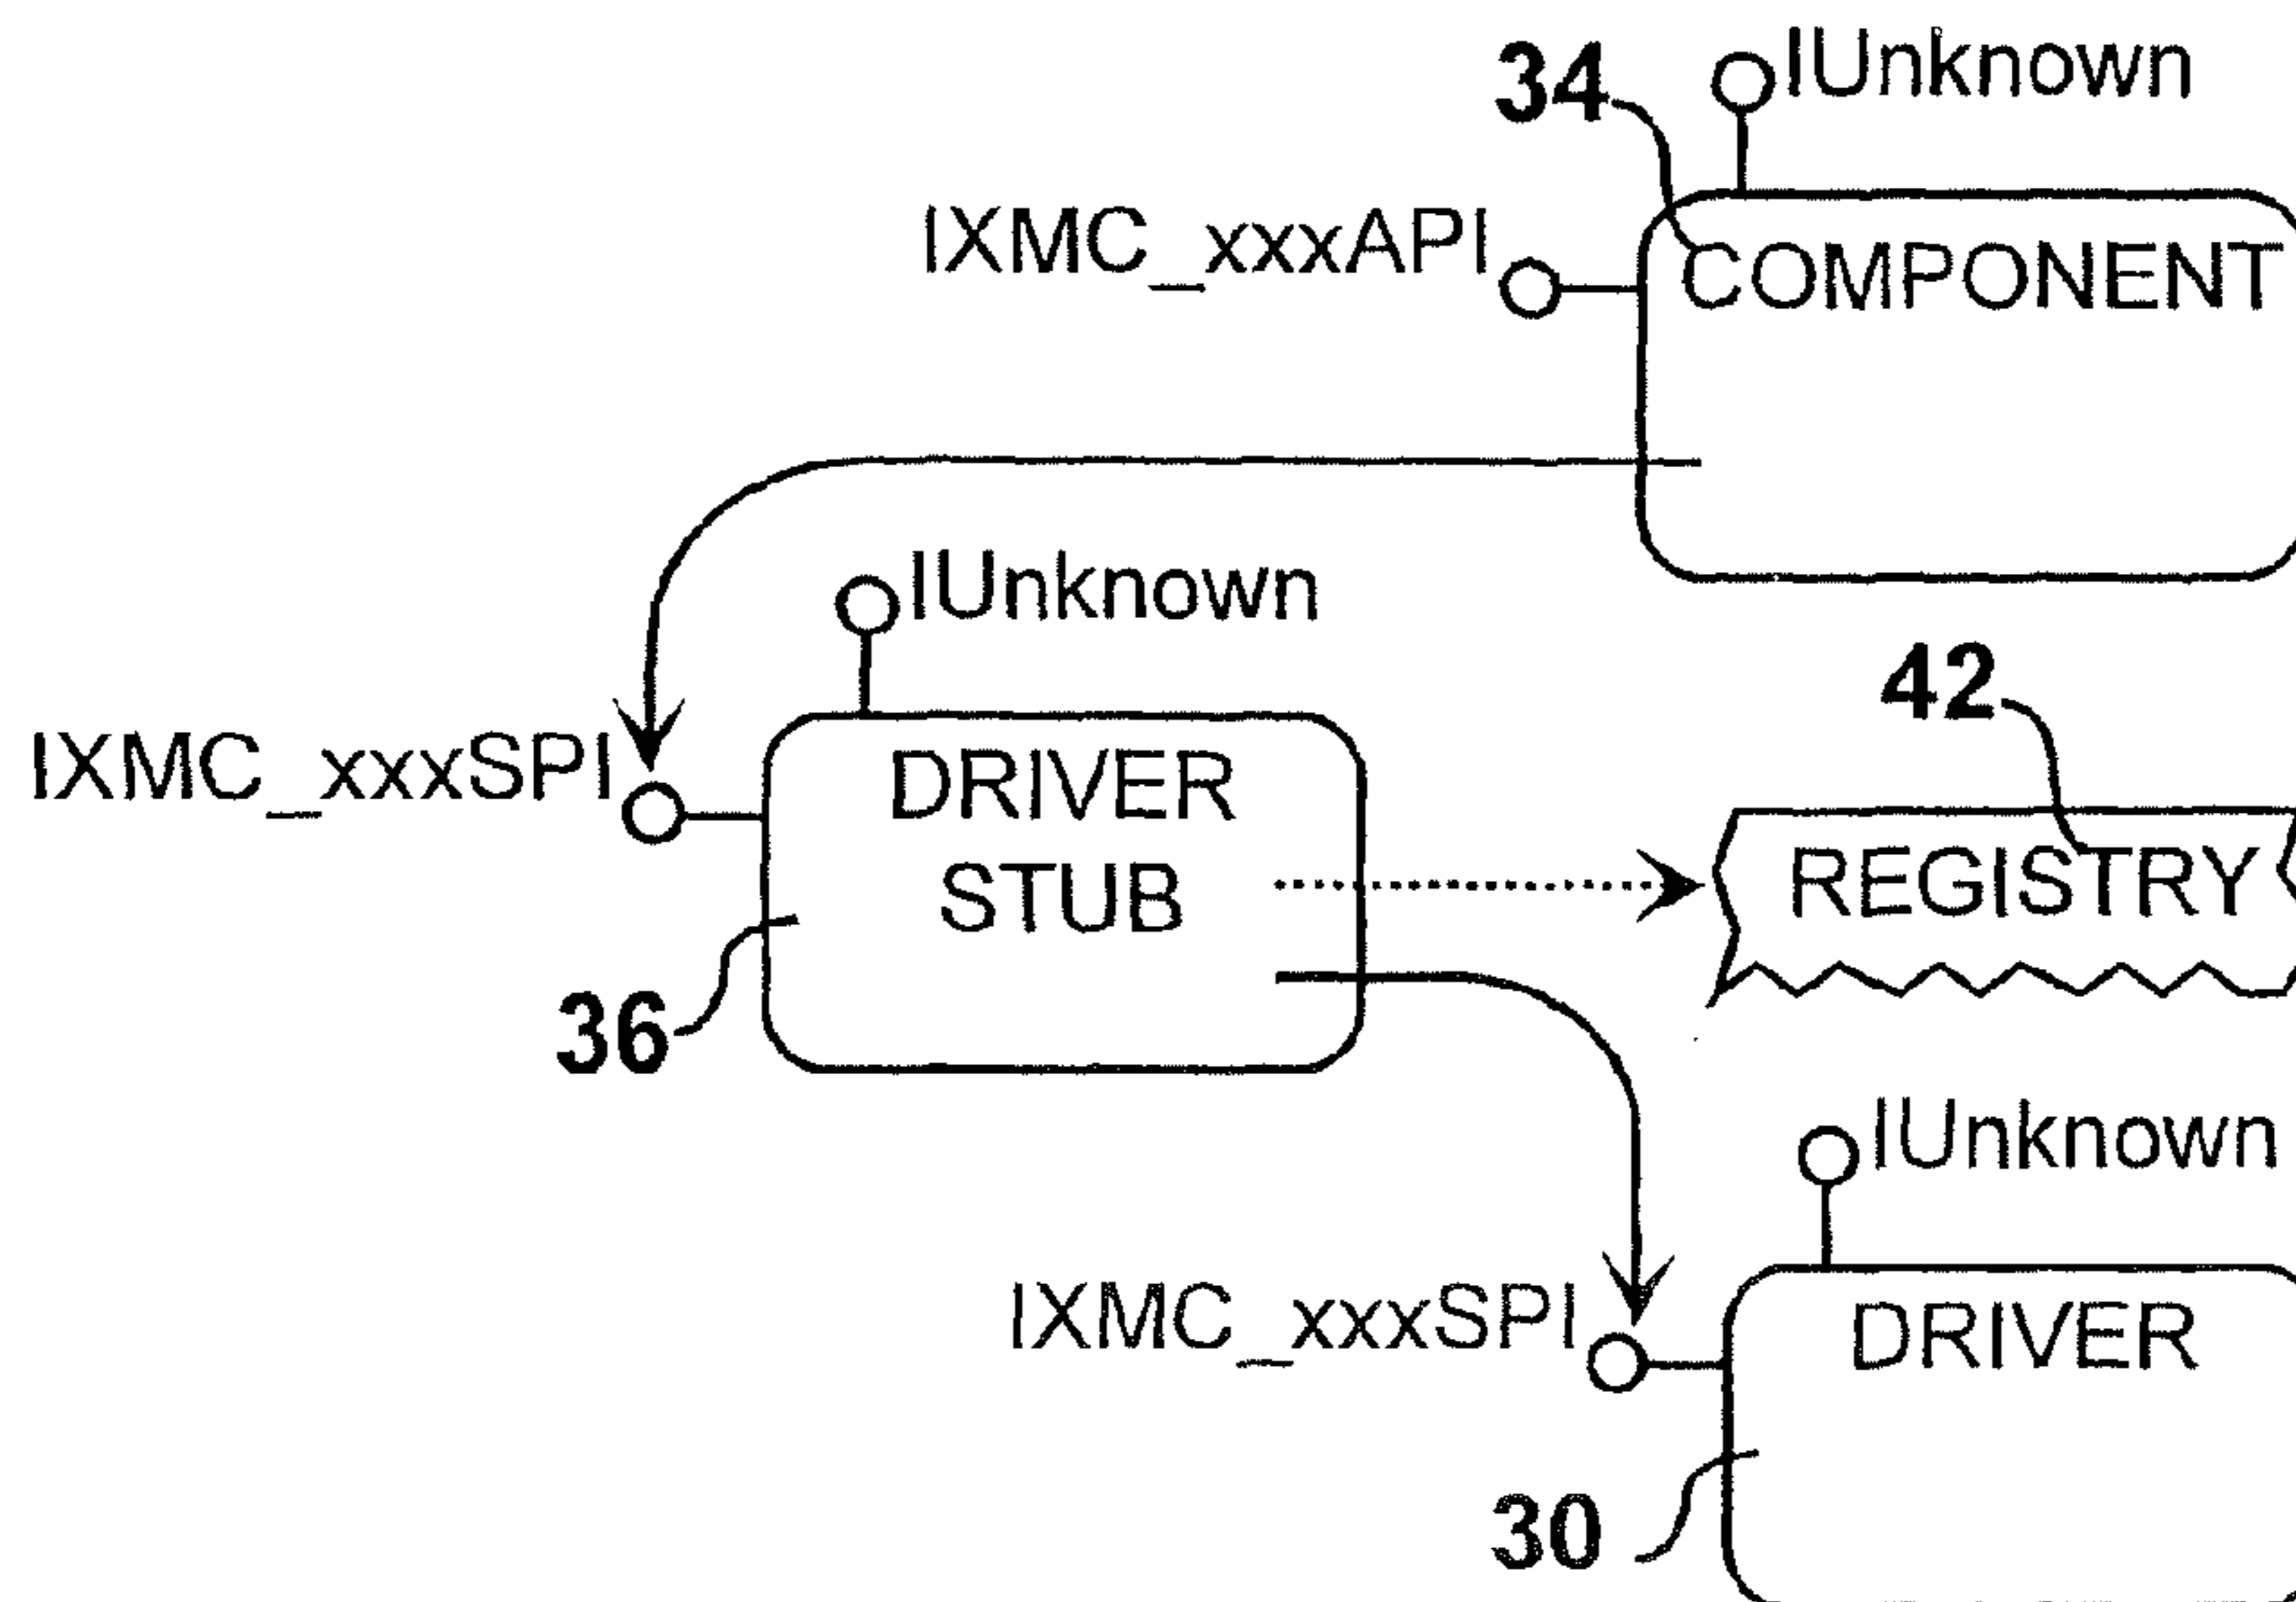 34
IUnknown
IXMC_xxxAPI
COMPONENT
IUnknown
42
IXMC_xxxSPI
DRIVER
STUB
REGISTRY
36
IUnknown
IXMC_xxxSPI
DRIVER
30